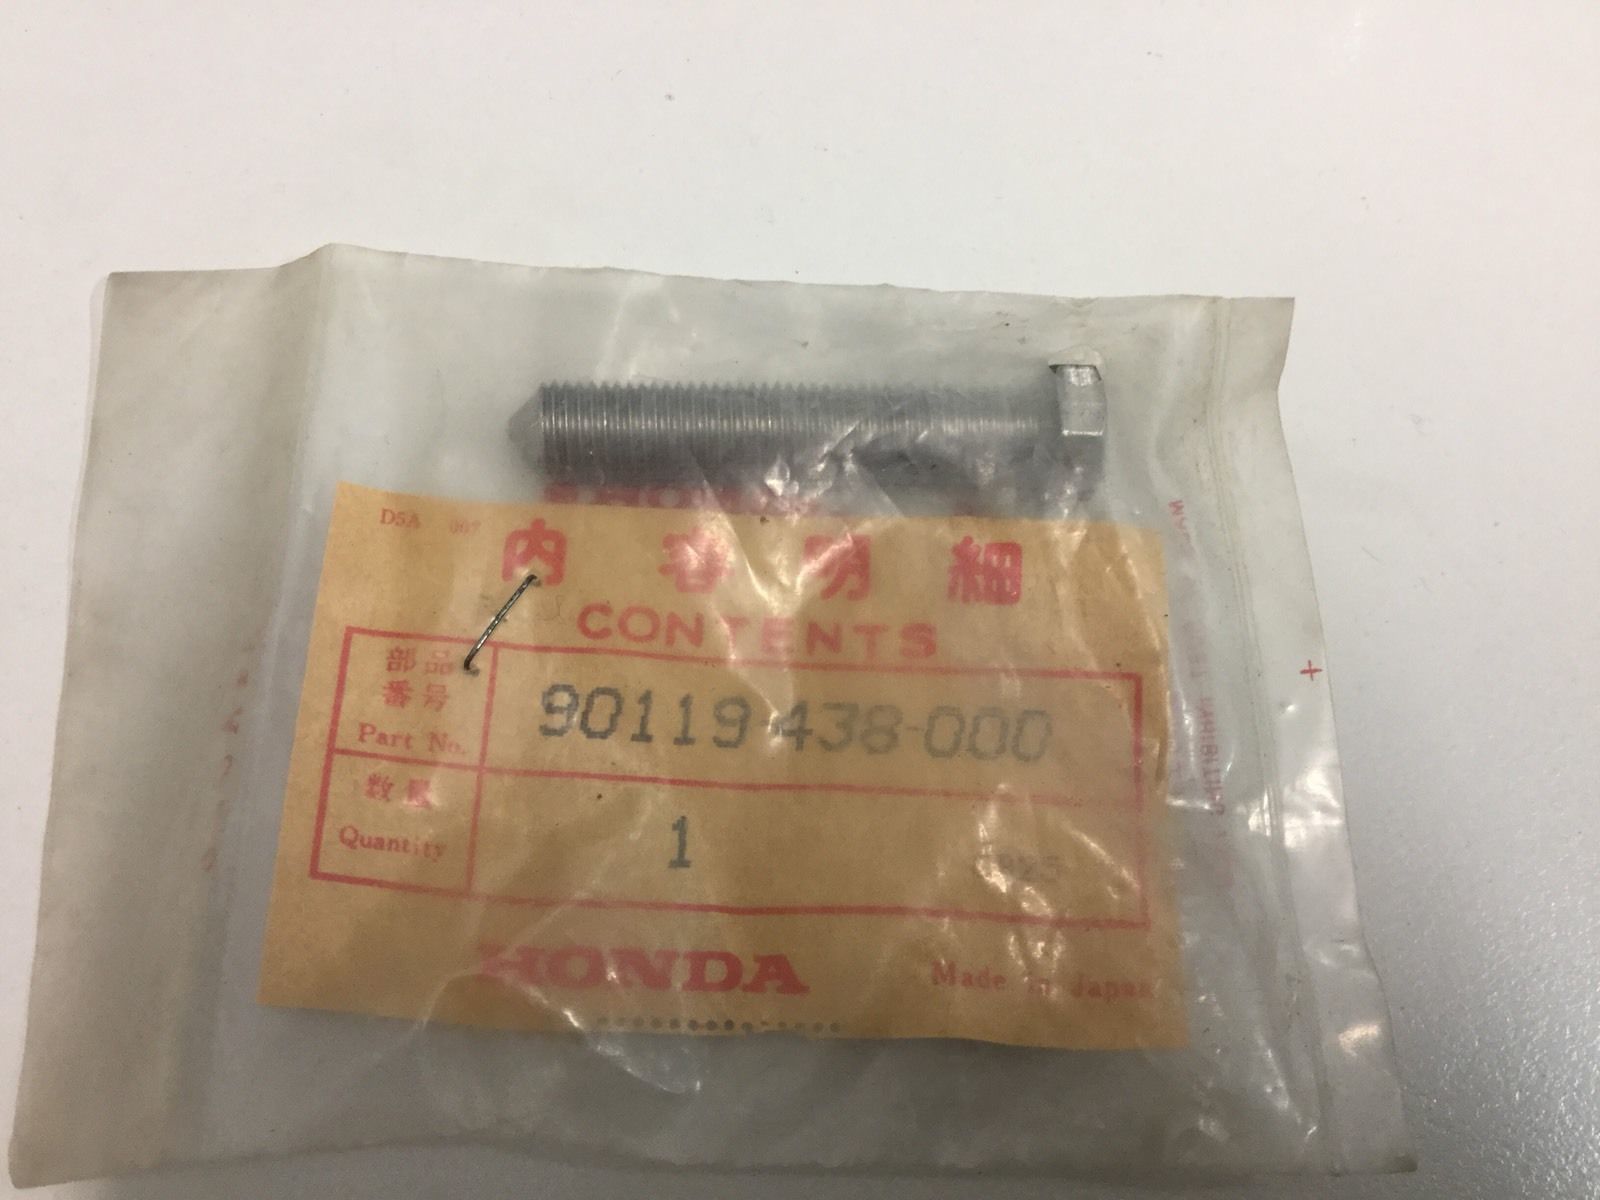 D5A 007
内容明細
CONTENTS
部品
番号
Part No.
90119-438-000
数量
Quantity
1
HONDA
Made in Japan